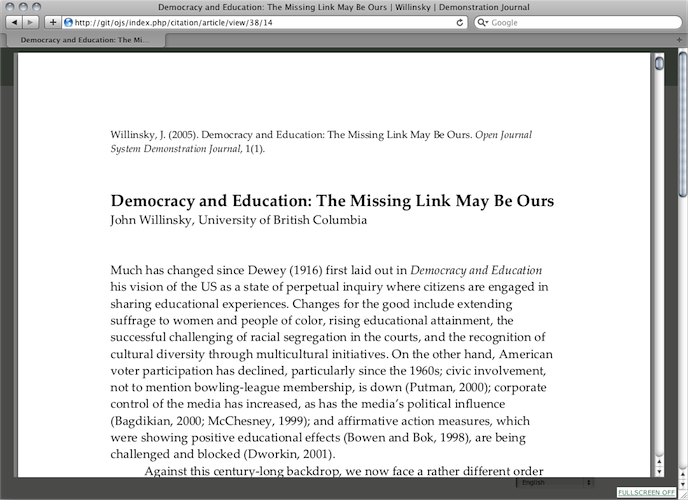 Democracy and Education: The Missing Link May Be Ours | Willinsky | Demonstration Journal
http://git/ojs/index.php/citation/article/view/38/14
Google
Democracy and Education: The Mi...
Willinsky, J. (2005). Democracy and Education: The Missing Link May Be Ours. Open Journal
System Demonstration Journal, 1(1).
Democracy and Education: The Missing Link May Be Ours
John Willinsky, University of British Columbia
Much has changed since Dewey (1916) first laid out in Democracy and Education
his vision of the US as a state of perpetual inquiry where citizens are engaged in
sharing educational experiences. Changes for the good include extending
suffrage to women and people of color, rising educational attainment, the
successful challenging of racial segregation in the courts, and the recognition of
cultural diversity through multicultural initiatives. On the other hand, American
voter participation has declined, particularly since the 1960s; civic involvement,
not to mention bowling-league membership, is down (Putman, 2000); corporate
control of the media has increased, as has the media's political influence
(Bagdikian, 2000; McChesney, 1999); and affirmative action measures, which
were showing positive educational effects (Bowen and Bok, 1998), are being
challenged and blocked (Dworkin, 2001).
Against this century-long backdrop, we now face a rather different order
English
FULLSCREEN OFF